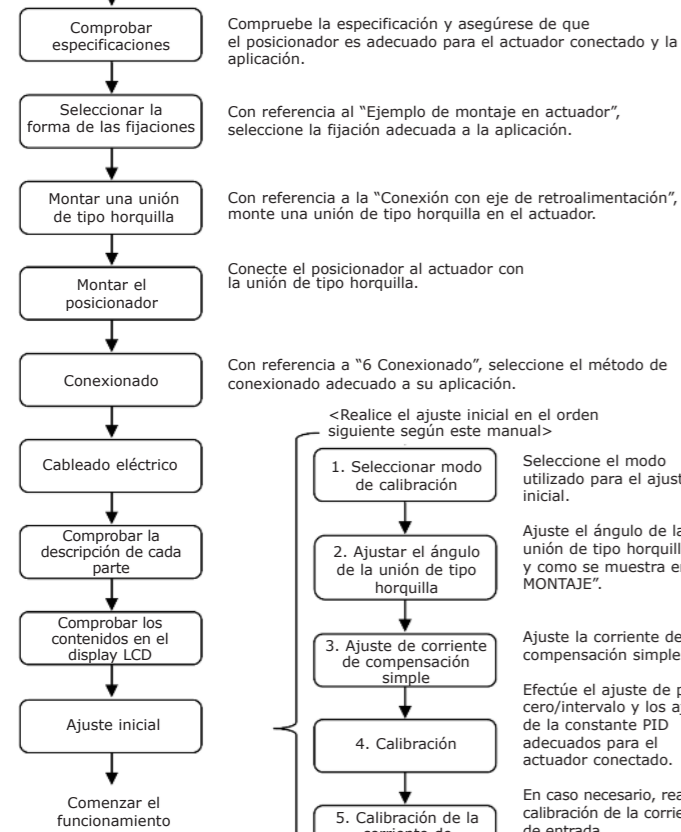 Comprobar
especificaciones
Compruebe la especificación y asegúrese de que
el posicionador es adecuado para el actuador conectado y la
aplicación.
Seleccionar la
forma de las fijaciones
Con referencia al “Ejemplo de montaje en actuador”,
seleccione la fijación adecuada a la aplicación.
Montar una unión
de tipo horquilla
Con referencia a la “Conexión con eje de retroalimentación”,
monte una unión de tipo horquilla en el actuador.
Montar el
posicionador
Conecte el posicionador al actuador con
la unión de tipo horquilla.
Conexionado
Con referencia a “6 Conexionado”, seleccione el método de
conexionado adecuado a su aplicación.
Cableado eléctrico
Comprobar la
descripción de cada
parte
Comprobar los
contenidos en el
display LCD
Ajuste inicial
Comenzar el
funcionamiento
<Realice el ajuste inicial en el orden
siguiente según este manual>
1. Seleccionar modo
de calibración
Seleccione el modo
utilizado para el
inicial.
2. Ajustar el ángulo
de la unión de tipo
horquilla
Ajuste el ángulo de
unión de tipo
y como se muestra
MONTAJE”.
3. Ajuste de corriente
de compensación
simple
Ajuste la corriente de
compensación simple
4. Calibración
Efectúe el ajuste de
cero/intervalo y los
de la constante PID
adecuados para el
actuador conectado.
5. Calibración de la
corriente de
En caso necesario,
calibración de la
de entrada